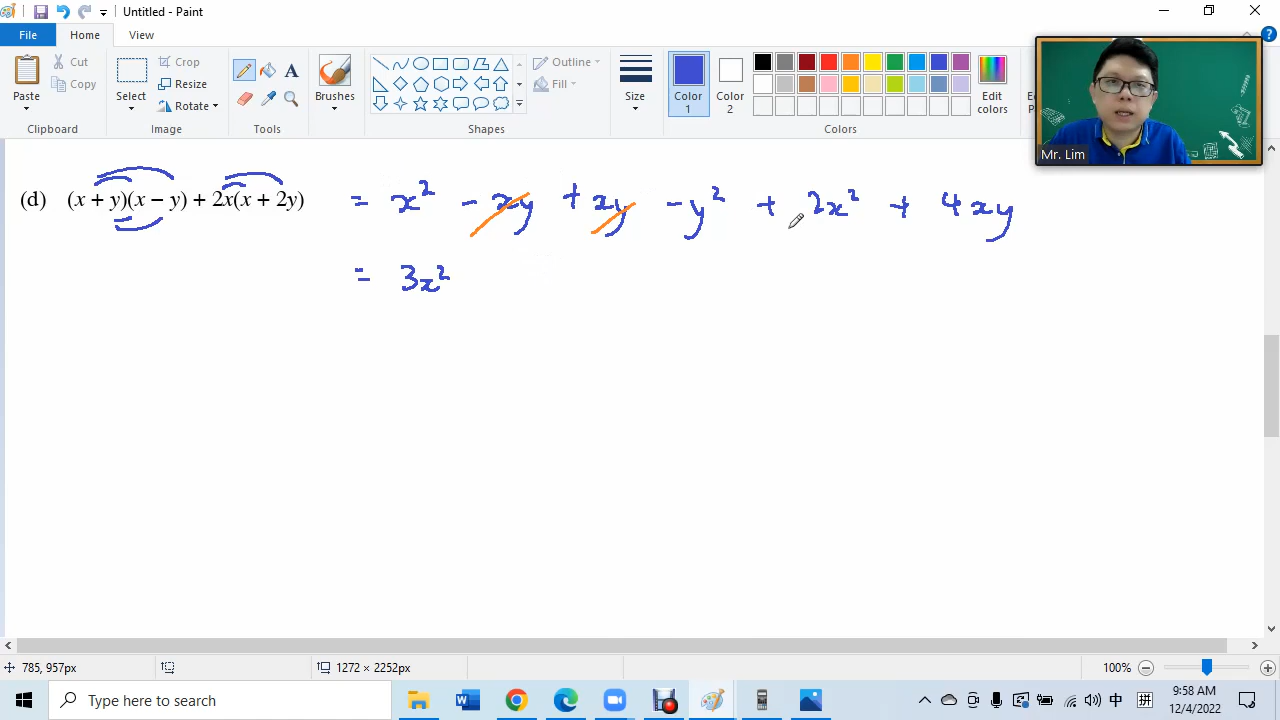 Untitled - Paint
File Home View
Paste Cut Copy Select Crop Resize Rotate Brushes Outline Fill Size Color 1 Color 2 Edit colors
Clipboard Image Tools Shapes Colors
Mr. Lim
(d) (x + y)(x − y) + 2x(x + 2y) = x² - xy + xy - y² + 2x² + 4xy
= 3x²
785, 957px 1272 × 2252px 100%
Type here to search 中 拼 9:58 AM
12/4/2022